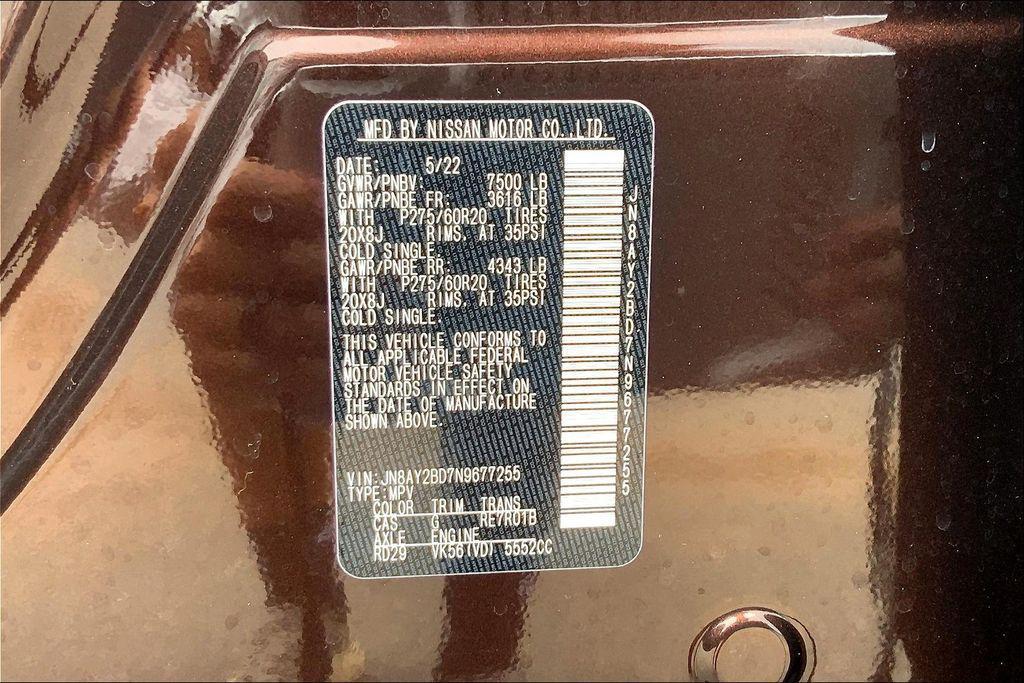 MFD BY NISSAN MOTOR CO.,LTD.
DATE: 5/22
GVWR/PNBV: 7500 LB
GAWR/PNBE FR: 3616 LB
WITH P275/60R20 TIRES
20X8J RIMS, AT 35PSI
COLD SINGLE.
GAWR/PNBE RR: 4343 LB
WITH P275/60R20 TIRES
20X8J RIMS, AT 35PSI
COLD SINGLE.
THIS VEHICLE CONFORMS TO
ALL APPLICABLE FEDERAL
MOTOR VEHICLE SAFETY
STANDARDS IN EFFECT ON
THE DATE OF MANUFACTURE
SHOWN ABOVE.
VIN:JN8AY2BD7N9677255
TYPE:MPV
COLOR TRIM TRANS
CAS G RE7R01B
AXLE ENGINE
RD29 VK56(VD) 5552CC
JN8AY2BD7N9677255